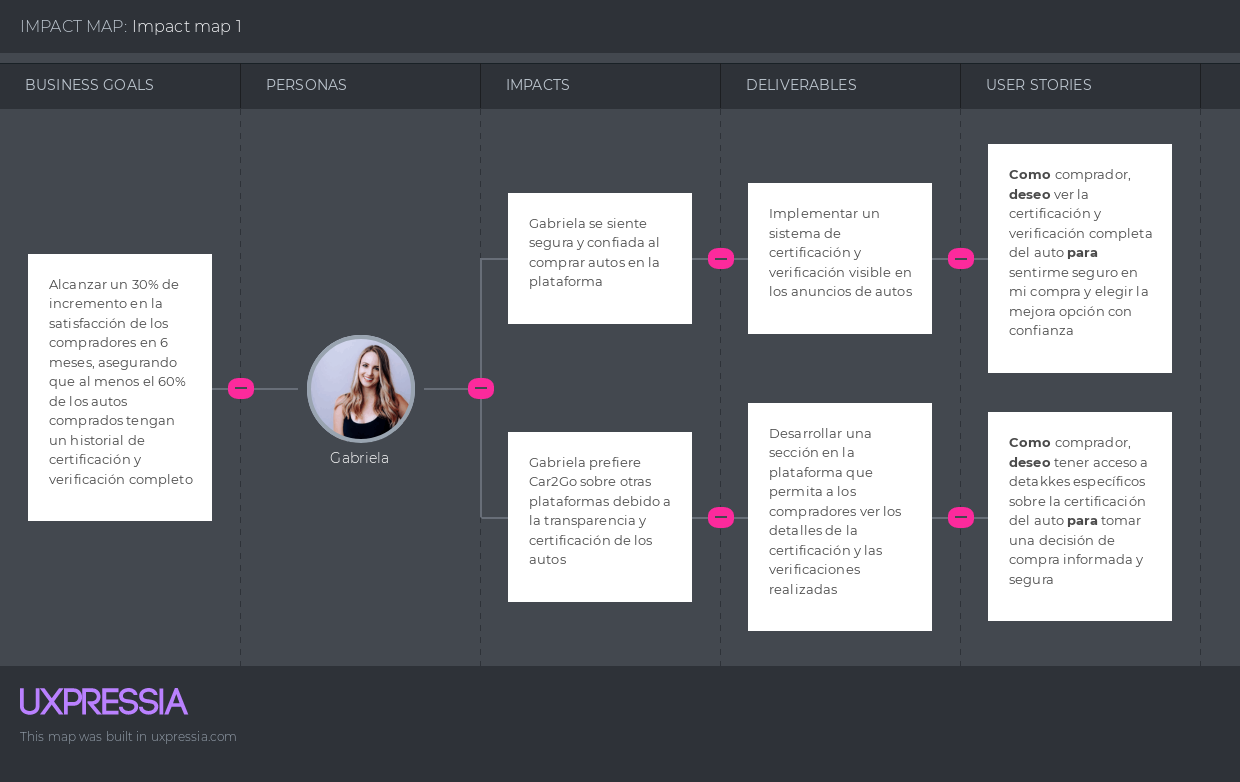 IMPACT MAP: Impact map 1
BUSINESS GOALS
PERSONAS
IMPACTS
DELIVERABLES
USER STORIES
Alcanzar un 30% de
incremento en la
satisfacción de los
compradores en 6
meses, asegurando
que al menos el 60%
de los autos
comprados tengan
un historial de
certificación y
verificación completo
Gabriela
Gabriela se siente
segura y confiada al
comprar autos en la
plataforma
Implementar un
sistema de
certificación y
verificación visible en
los anuncios de autos
Como comprador,
deseo ver la
certificación y
verificación completa
del auto para
sentirme seguro en
mi compra y elegir la
mejora opción con
confianza
Gabriela prefiere
Car2Go sobre otras
plataformas debido a
la transparencia y
certificación de los
autos
Desarrollar una
sección en la
plataforma que
permita a los
compradores ver los
detalles de la
certificación y las
verificaciones
realizadas
Como comprador,
deseo tener acceso a
detakkes específicos
sobre la certificación
del auto para tomar
una decisión de
compra informada y
segura
UXPRESSIA
This map was built in uxpressia.com